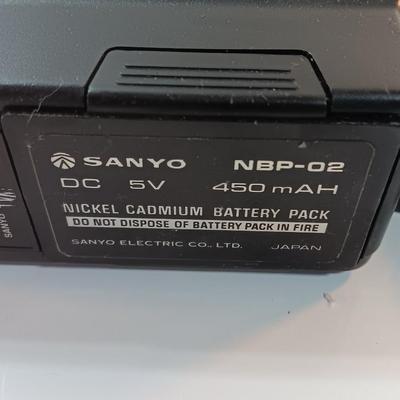 SANYO NBP-02
DC 5V 450 mAH
NICKEL CADMIUM BATTERY PACK
DO NOT DISPOSE OF BATTERY PACK IN FIRE
SANYO ELECTRIC CO., LTD. JAPAN
SANYO